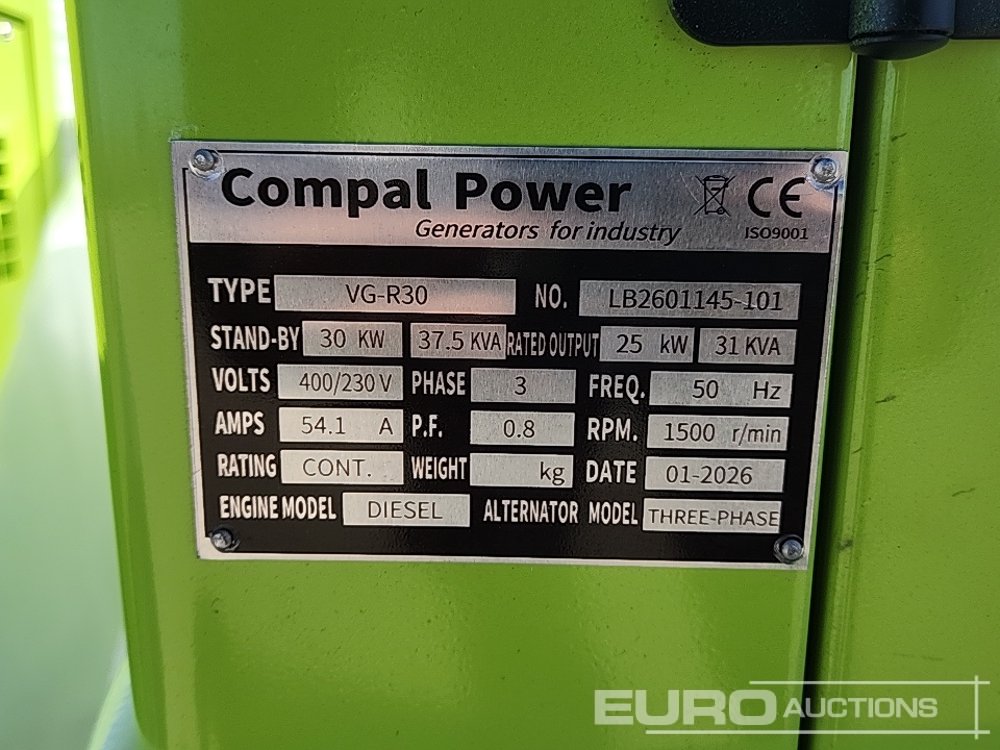 Compal Power
Generators for industry
CE
ISO9001
TYPE VG-R30 NO. LB2601145-101
STAND-BY 30 KW 37.5 KVA RATED OUTPUT 25 kW 31 KVA
VOLTS 400/230 V PHASE 3 FREQ. 50 Hz
AMPS 54.1 A P.F. 0.8 RPM. 1500 r/min
RATING CONT. WEIGHT kg DATE 01-2026
ENGINE MODEL DIESEL ALTERNATOR MODEL THREE-PHASE
EURO AUCTIONS